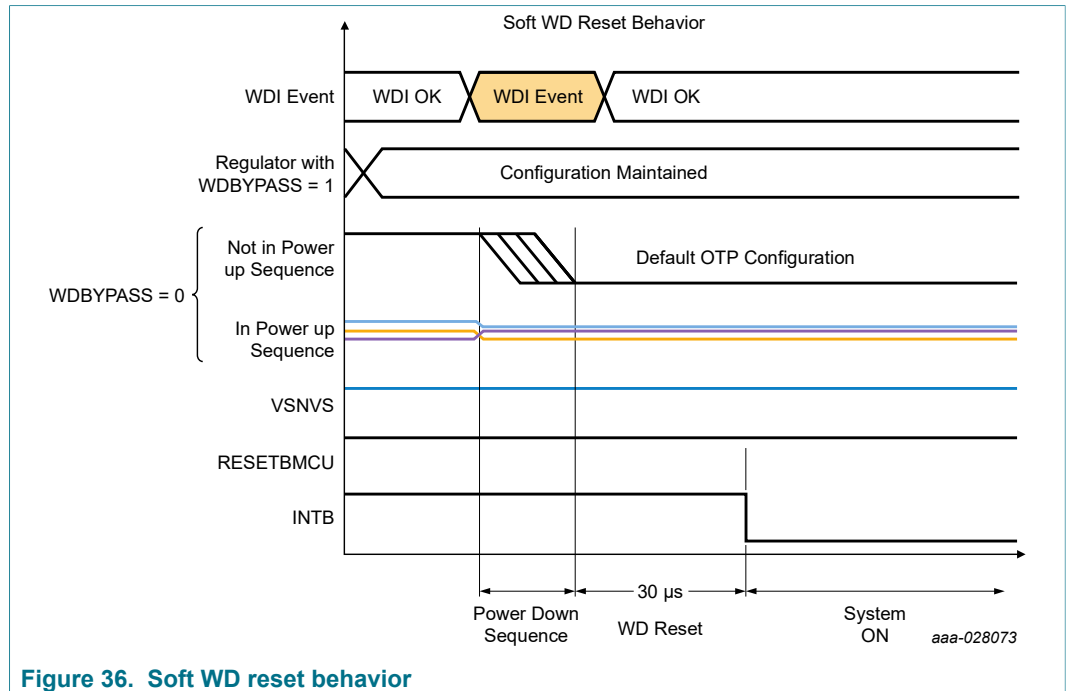 Soft WD Reset Behavior
WDI Event
WDI OK
WDI Event
WDI OK
Regulator with
WDBYPASS = 1
Configuration Maintained
WDBYPASS = 0
Not in Power
up Sequence
Default OTP Configuration
In Power up
Sequence
VSNVS
RESETBMCU
INTB
30 µs
Power Down
Sequence
WD Reset
System
ON
aaa-028073
Figure 36. Soft WD reset behavior